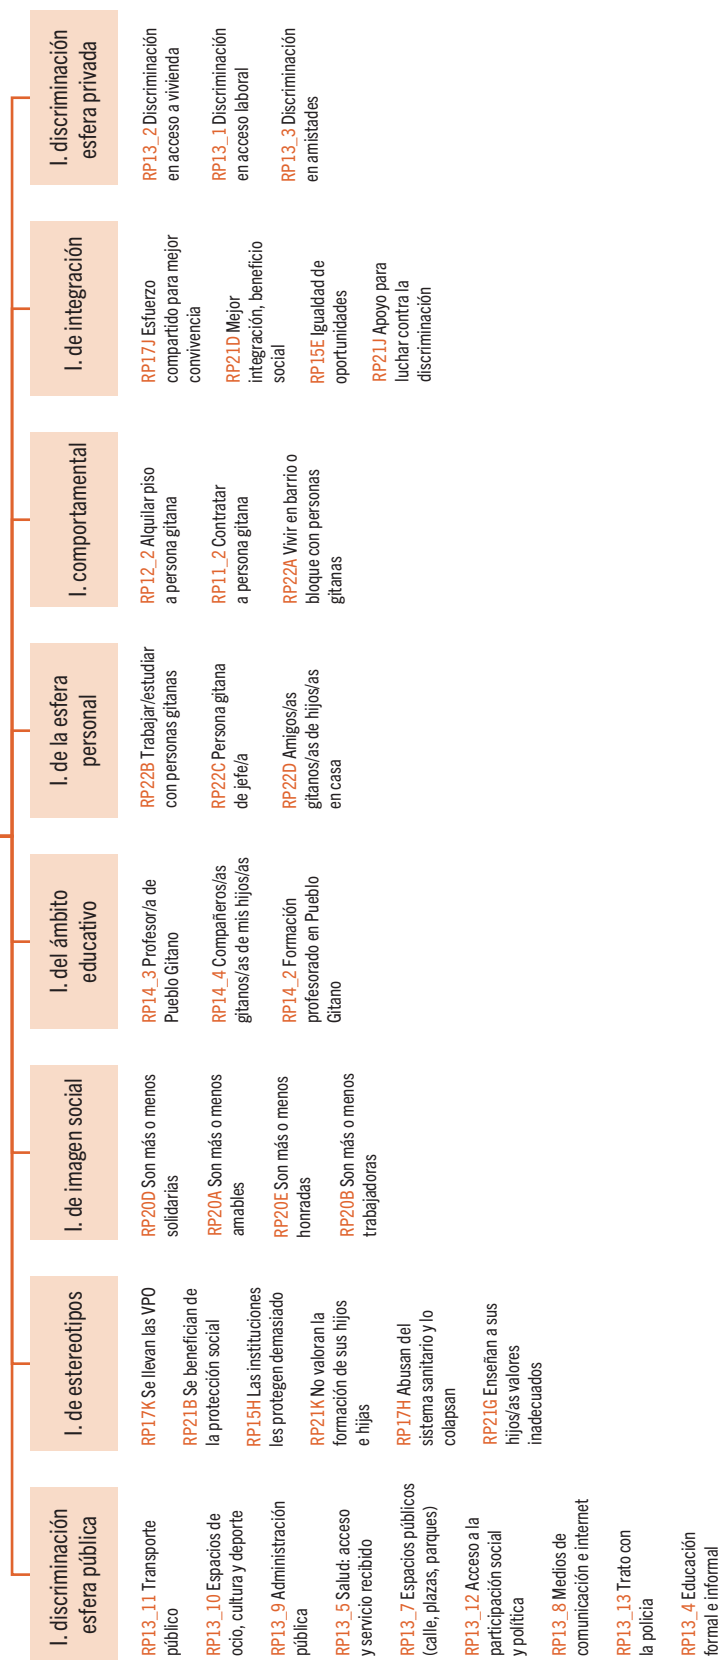 I. discriminación
esfera pública
RP13_11 Transporte
público
RP13_10 Espacios de
ocio, cultura y deporte
RP13_9 Administración
pública
RP13_5 Salud: acceso
y servicio recibido
RP13_7 Espacios públicos
(calle, plazas, parques)
RP13_12 Acceso a la
participación social
y política
RP13_8 Medios de
comunicación e internet
RP13_13 Trato con
la policia
RP13_4 Educación
formal e informal
I. de estereotipos
RP17K Se llevan las VPO
RP21B Se benefician de
la protección social
RP15H Las instituciones
les protegen demasiado
RP21K No valoran la
formación de sus hijos
e hijas
RP17H Abusan del
sistema sanitario y lo
colapsan
RP21G Enseñan a sus
hijos/as valores
inadecuados
I. de imagen social
RP20D Son más o menos
solidarias
RP20A Son más o menos
amables
RP20E Son más o menos
honradas
RP20B Son más o menos
trabajadoras
I. del ámbito
educativo
RP14_3 Profesor/a de
Pueblo Gitano
RP14_4 Compañeros/as
gitanos/as de mis hijos/as
RP14_2 Formación
profesorado en Pueblo
Gitano
I. de la esfera
personal
RP22B Trabajar/estudiar
con personas gitanas
RP22C Persona gitana
de jefe/a
RP22D Amigos/as
gitanos/as de hijos/as
en casa
I. comportamental
RP12_2 Alquilar piso
a persona gitana
RP11_2 Contratar
a persona gitana
RP22A Vivir en barrio o
bloque con personas
gitanas
I. de integración
RP17J Esfuerzo
compartido para mejor
convivencia
RP21D Mejor
integración, beneficio
social
RP15E Igualdad de
oportunidades
RP21J Apoyo para
luchar contra la
discriminación
I. discriminación
esfera privada
RP13_2 Discriminación
en acceso a vivienda
RP13_1 Discriminación
en acceso laboral
RP13_3 Discriminación
en amistades